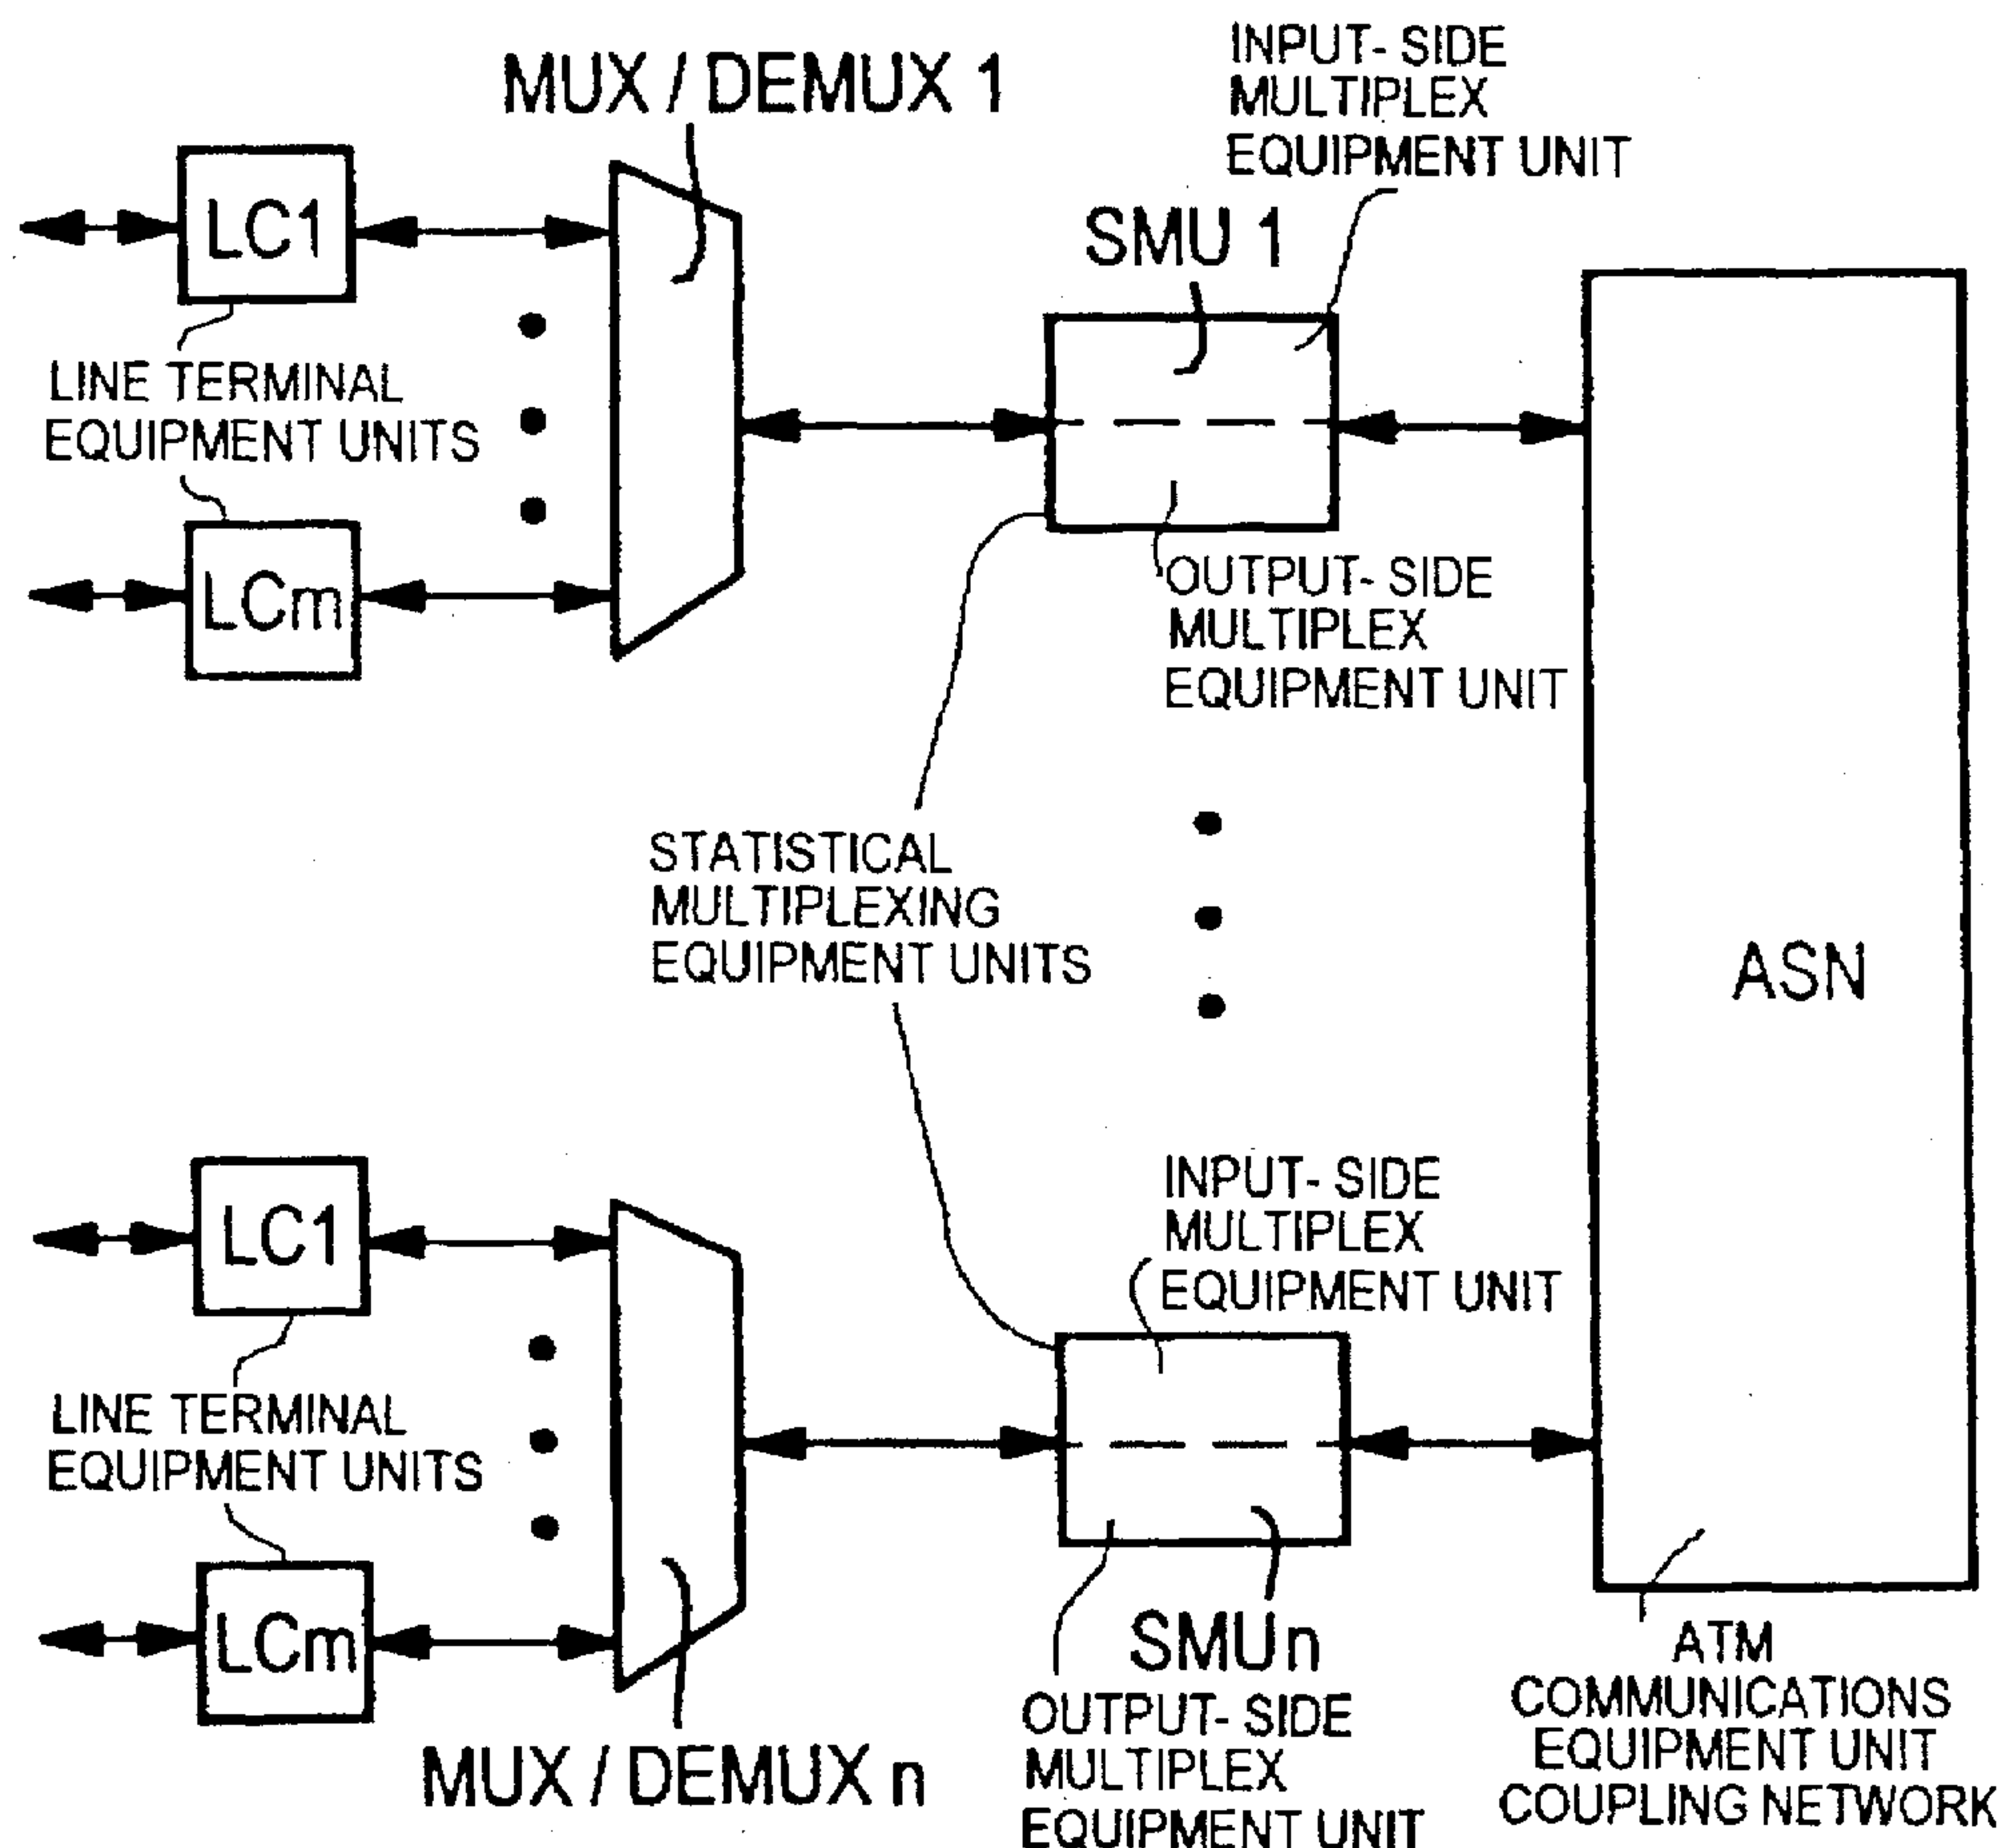 MUX / DEMUX 1
INPUT- SIDE
MULTIPLEX
EQUIPMENT UNIT
LC1
SMU 1
LINE TERMINAL
EQUIPMENT UNITS
LCm
OUTPUT- SIDE
MULTIPLEX
EQUIPMENT UNIT
STATISTICAL
MULTIPLEXING
EQUIPMENT UNITS
ASN
LC1
INPUT- SIDE
MULTIPLEX
EQUIPMENT UNIT
LINE TERMINAL
EQUIPMENT UNITS
LCm
SMUn
OUTPUT- SIDE
MULTIPLEX
EQUIPMENT UNIT
MUX / DEMUX n
ATM
COMMUNICATIONS
EQUIPMENT UNIT
COUPLING NETWORK